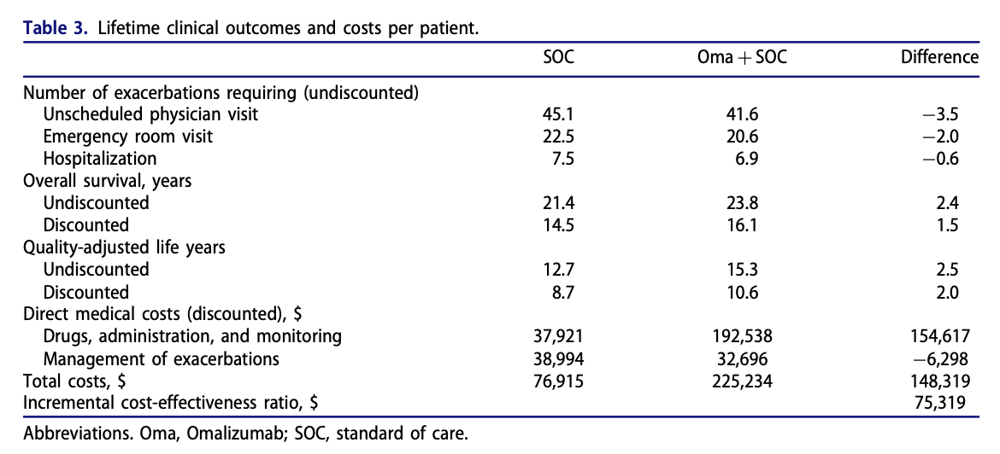 Table 3. Lifetime clinical outcomes and costs per patient.
SOC Oma + SOC Difference
Number of exacerbations requiring (undiscounted)
Unscheduled physician visit 45.1 41.6 −3.5
Emergency room visit 22.5 20.6 −2.0
Hospitalization 7.5 6.9 −0.6
Overall survival, years
Undiscounted 21.4 23.8 2.4
Discounted 14.5 16.1 1.5
Quality-adjusted life years
Undiscounted 12.7 15.3 2.5
Discounted 8.7 10.6 2.0
Direct medical costs (discounted), $
Drugs, administration, and monitoring 37,921 192,538 154,617
Management of exacerbations 38,994 32,696 −6,298
Total costs, $ 76,915 225,234 148,319
Incremental cost-effectiveness ratio, $ 75,319
Abbreviations. Oma, Omalizumab; SOC, standard of care.